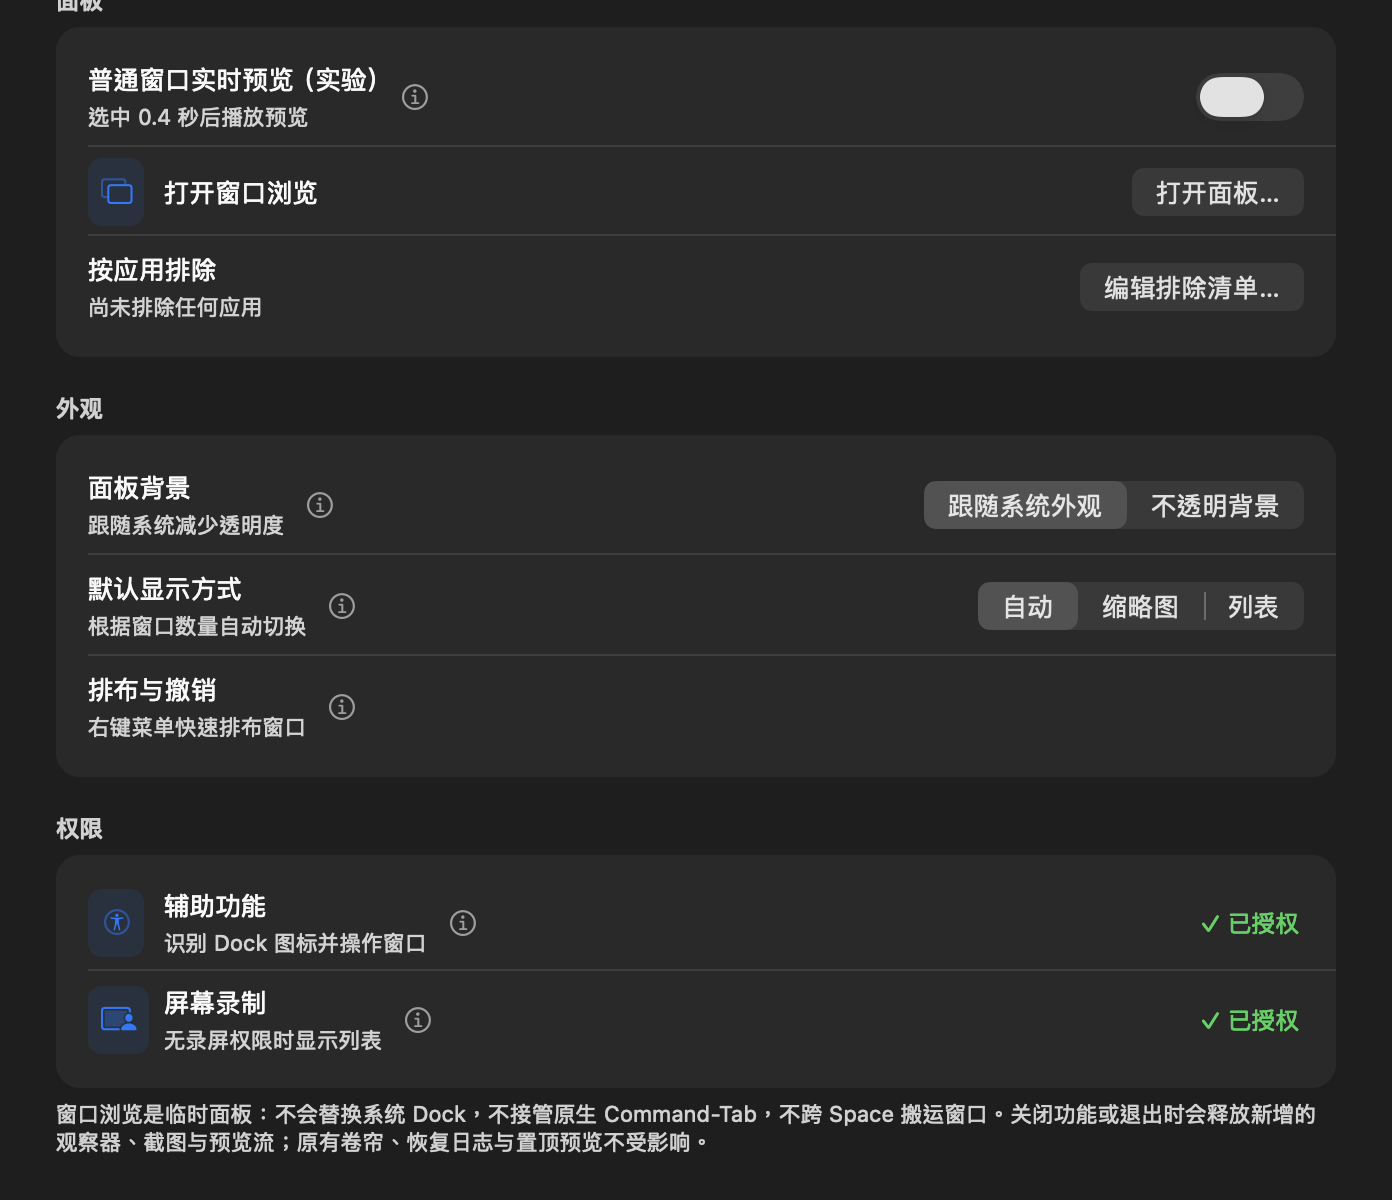 面板
普通窗口实时预览（实验）
选中 0.4 秒后播放预览
打开窗口浏览
打开面板...
按应用排除
尚未排除任何应用
编辑排除清单...
外观
面板背景
跟随系统减少透明度
跟随系统外观
不透明背景
默认显示方式
根据窗口数量自动切换
自动
缩略图
列表
排布与撤销
右键菜单快速排布窗口
权限
辅助功能
识别 Dock 图标并操作窗口
已授权
屏幕录制
无录屏权限时显示列表
已授权
窗口浏览是临时面板：不会替换系统 Dock，不接管原生 Command-Tab，不跨 Space 搬运窗口。关闭功能或退出时会释放新增的
观察器、截图与预览流；原有卷帘、恢复日志与置顶预览不受影响。